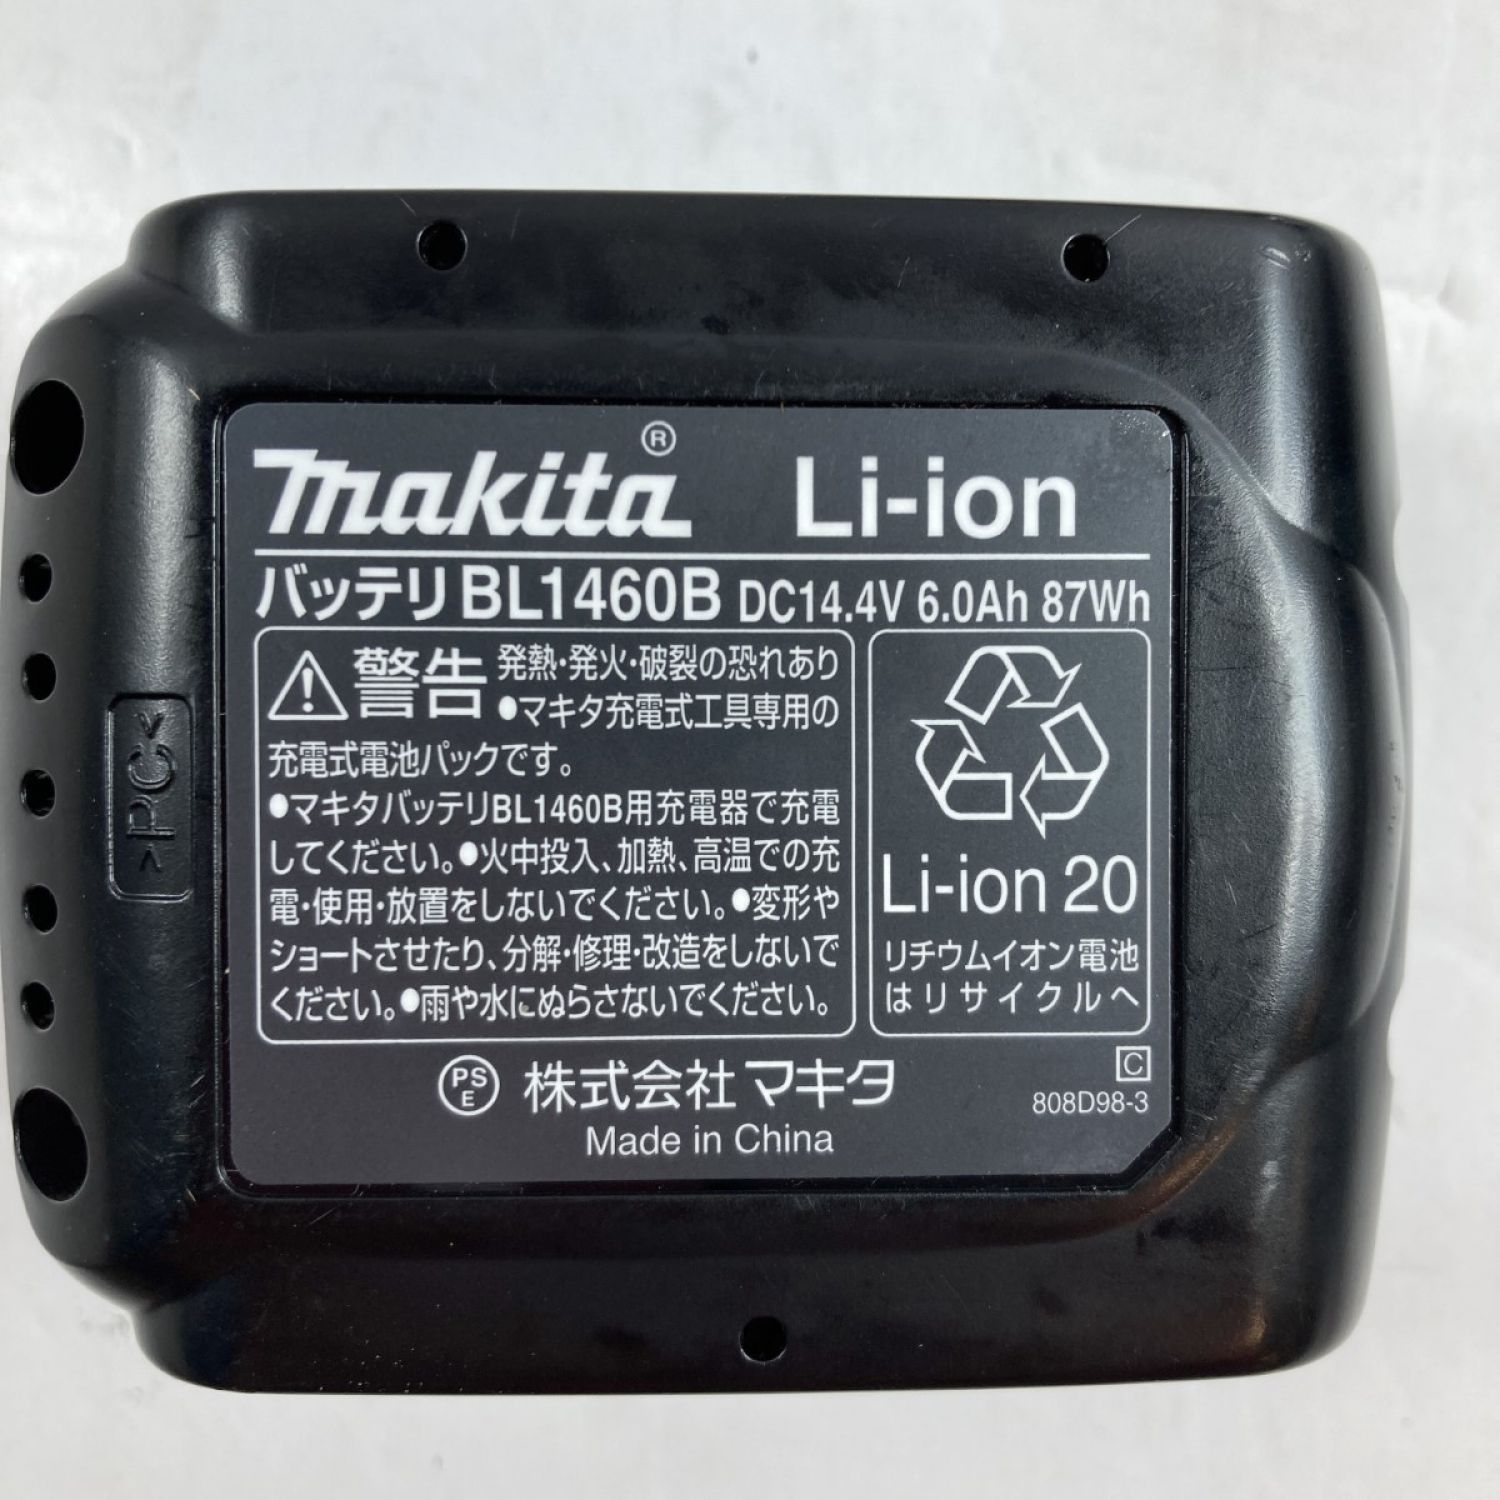 makita® Li-ion
バッテリBL1460B DC14.4V 6.0Ah 87Wh
警告 発熱・発火・破裂の恐れあり
●マキタ充電式工具専用の
充電式電池パックです。
●マキタバッテリBL1460B用充電器で充電
してください。●火中投入、加熱、高温での充
電・使用・放置をしないでください。●変形や
ショートさせたり、分解・修理・改造をしないで
ください。●雨や水にぬらさないでください。
Li-ion 20
リチウムイオン電池
はリサイクルへ
PSE 株式会社マキタ
Made in China
C
808D98-3
>PC<